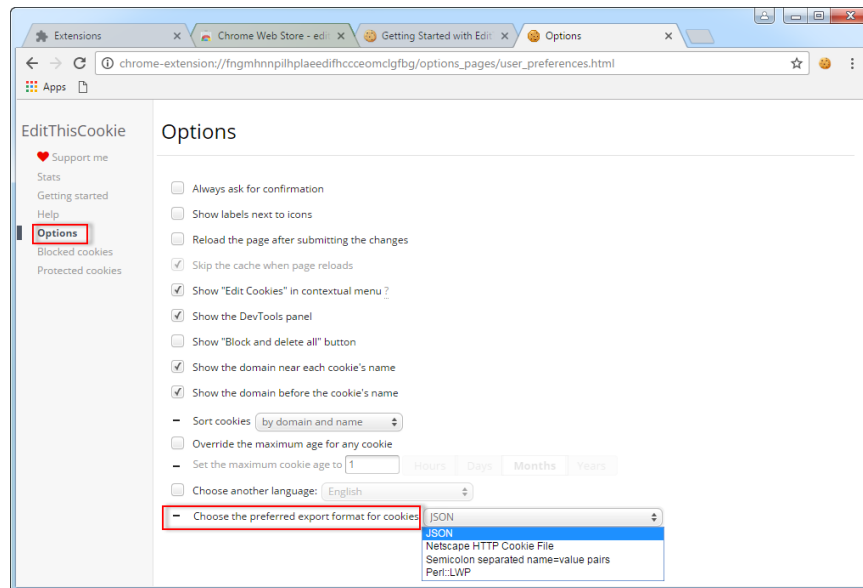 Extensions
Chrome Web Store - edit
Getting Started with Edit
Options
chrome-extension://fngmhnnpilhplaeedifhccceomclgfbg/options_pages/user_preferences.html
Apps
EditThisCookie
Support me
Stats
Getting started
Help
Options
Blocked cookies
Protected cookies
Options
Always ask for confirmation
Show labels next to icons
Reload the page after submitting the changes
Skip the cache when page reloads
Show "Edit Cookies" in contextual menu ?
Show the DevTools panel
Show "Block and delete all" button
Show the domain near each cookie's name
Show the domain before the cookie's name
Sort cookies by domain and name
Override the maximum age for any cookie
Set the maximum cookie age to 1 Hours Days Months Years
Choose another language: English
Choose the preferred export format for cookies JSON
JSON
Netscape HTTP Cookie File
Semicolon separated name=value pairs
Perl::LWP